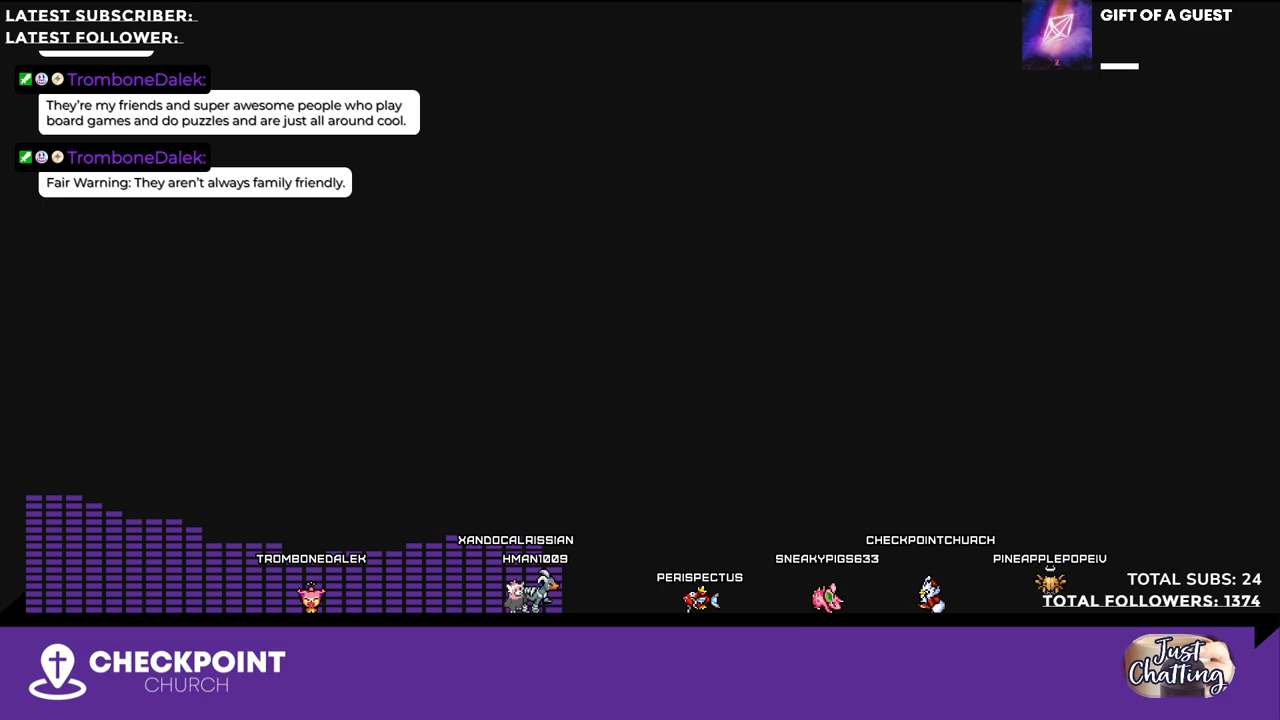 LATEST SUBSCRIBER:
LATEST FOLLOWER:
GIFT OF A GUEST
TromboneDalek:
They're my friends and super awesome people who play
board games and do puzzles and are just all around cool.
TromboneDalek:
Fair Warning: They aren't always family friendly.
XANDOCALRISSIAN
CHECKPOINTCHURCH
TROMBONEDALEK
HMAN1009
SNEAKYPIGS633
PINEAPPLEPOPEIV
PERISPECTUS
TOTAL SUBS: 24
TOTAL FOLLOWERS: 1374
CHECKPOINT
CHURCH
Just
Chatting